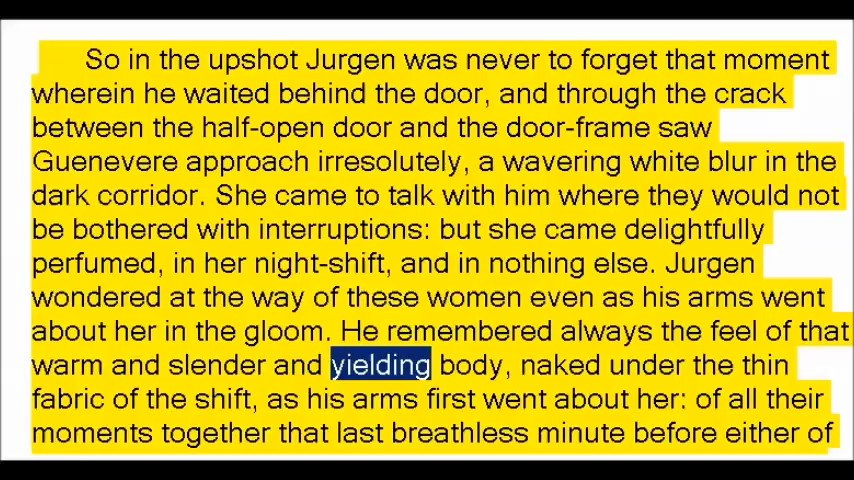 So in the upshot Jurgen was never to forget that moment
wherein he waited behind the door, and through the crack
between the half-open door and the door-frame saw
Guenevere approach irresolutely, a wavering white blur in the
dark corridor. She came to talk with him where they would not
be bothered with interruptions: but she came delightfully
perfumed, in her night-shift, and in nothing else. Jurgen
wondered at the way of these women even as his arms went
about her in the gloom. He remembered always the feel of that
warm and slender and yielding body, naked under the thin
fabric of the shift, as his arms first went about her: of all their
moments together that last breathless minute before either of